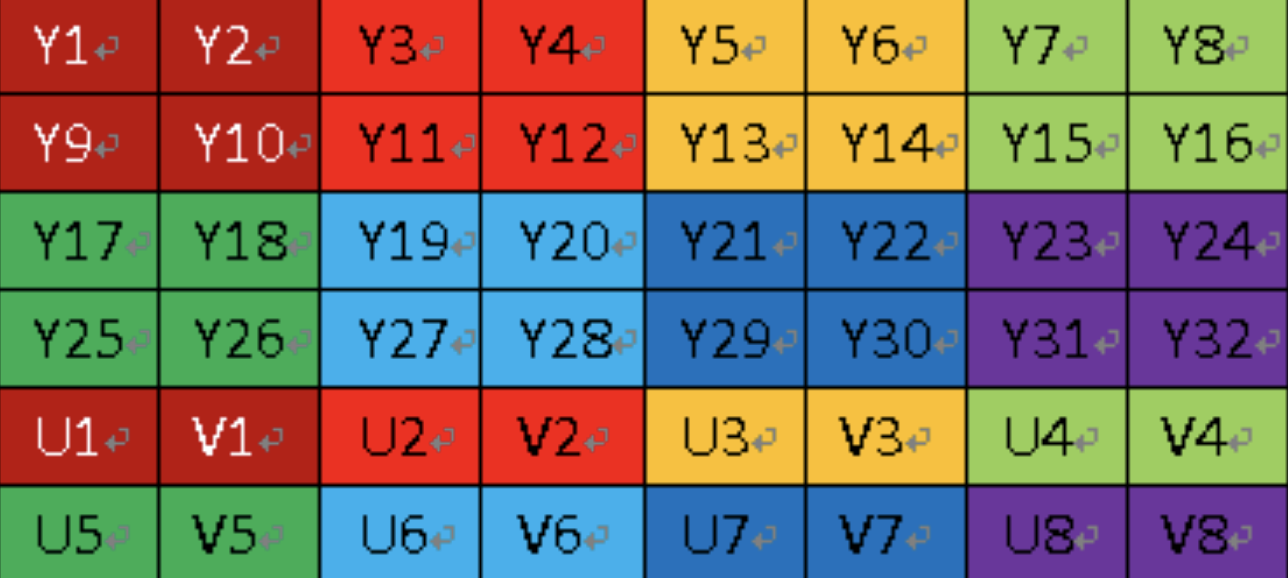 Y1 Y2 Y3 Y4 Y5 Y6 Y7 Y8
Y9 Y10 Y11 Y12 Y13 Y14 Y15 Y16
Y17 Y18 Y19 Y20 Y21 Y22 Y23 Y24
Y25 Y26 Y27 Y28 Y29 Y30 Y31 Y32
U1 V1 U2 V2 U3 V3 U4 V4
U5 V5 U6 V6 U7 V7 U8 V8